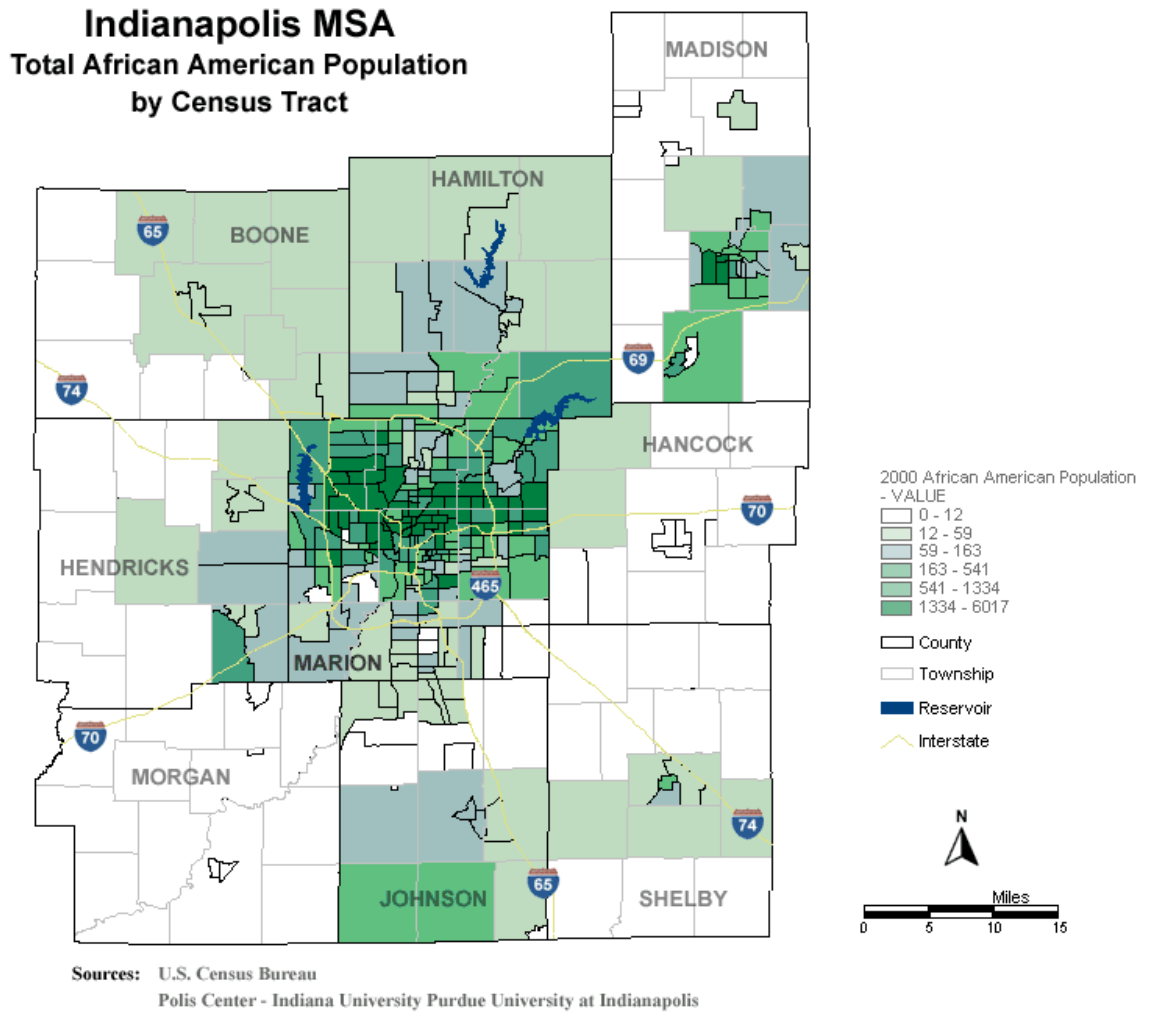 Indianapolis MSA
Total African American Population
by Census Tract
MADISON
HAMILTON
65
BOONE
69
74
HANCOCK
70
HENDRICKS
465
MARION
70
MORGAN
74
65
JOHNSON
SHELBY
2000 African American Population
- VALUE
0 - 12
12 - 59
59 - 163
163 - 541
541 - 1334
1334 - 6017
County
Township
Reservoir
Interstate
N
Miles
0 5 10 15
Sources: U.S. Census Bureau
Polis Center - Indiana University Purdue University at Indianapolis